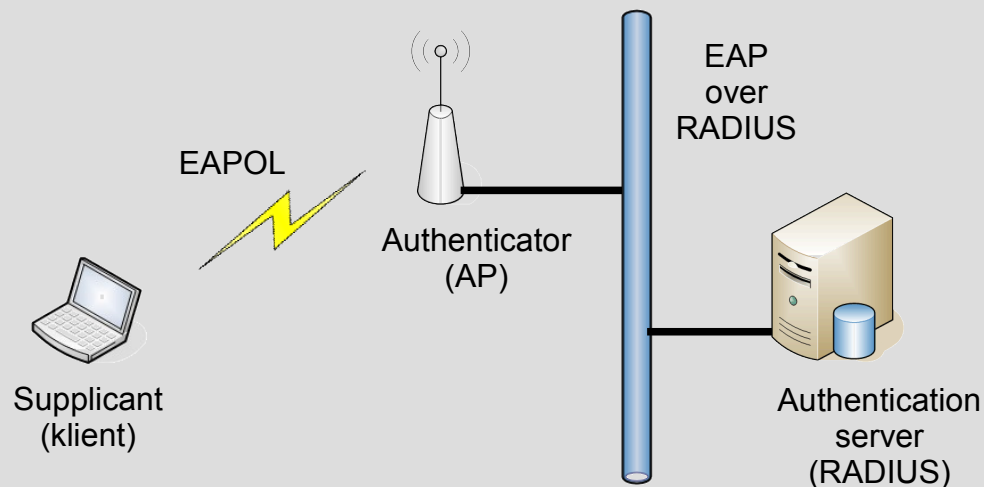 EAP
over
RADIUS
EAPOL
Authenticator
(AP)
Supplicant
(klient)
Authentication
server
(RADIUS)